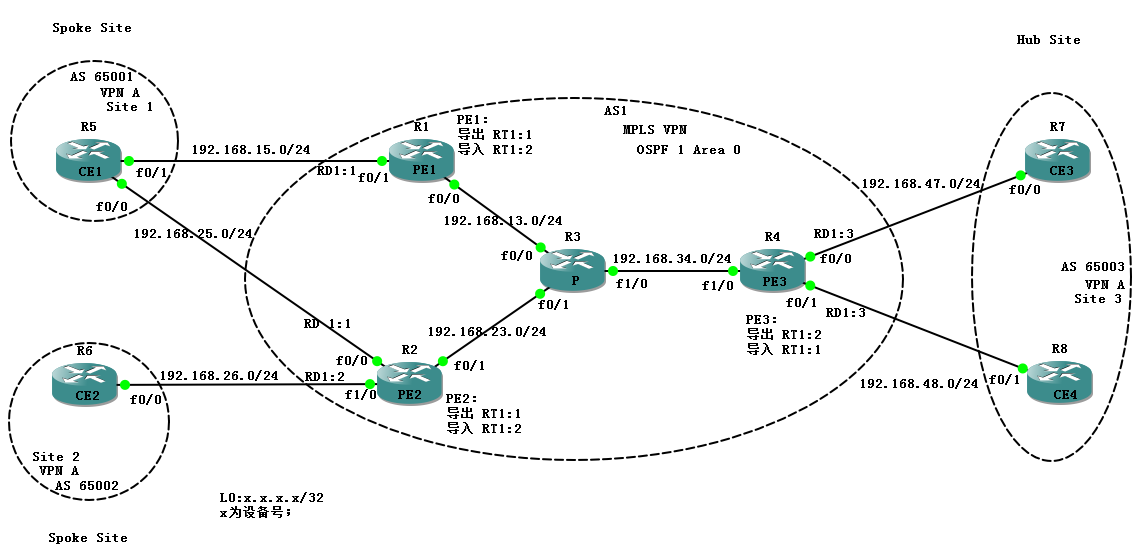 Spoke Site
Hub Site
AS 65001
VPN A
Site 1
R5
CE1
f0/1
f0/0
192.168.15.0/24
192.168.25.0/24
AS1
MPLS VPN
OSPF 1 Area 0
PE1:
导出 RT1:1
导入 RT1:2
R1
PE1
RD1:1
f0/1
f0/0
192.168.13.0/24
R3
P
f0/0
f1/0
f0/1
192.168.34.0/24
R4
PE3
f1/0
RD1:3
f0/0
f0/1
RD1:3
192.168.47.0/24
R7
CE3
f0/0
AS 65003
VPN A
Site 3
PE3:
导出 RT1:2
导入 RT1:1
192.168.48.0/24
R8
CE4
f0/1
RD 1:1
192.168.23.0/24
R2
PE2
f0/0
f0/1
RD1:2
f1/0
PE2:
导出 RT1:1
导入 RT1:2
R6
CE2
192.168.26.0/24
f0/0
Site 2
VPN A
AS 65002
L0:x.x.x.x/32
x为设备号;
Spoke Site